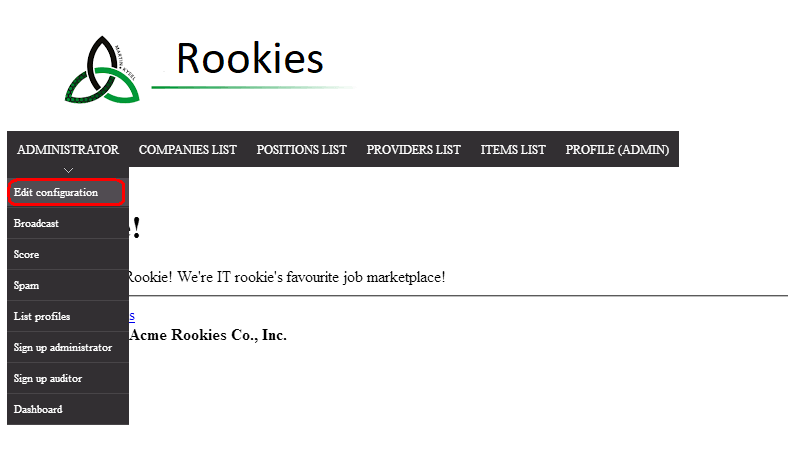 Rookies
ADMINISTRATOR COMPANIES LIST POSITIONS LIST PROVIDERS LIST ITEMS LIST PROFILE (ADMIN)
Edit configuration
Broadcast
Score
Spam
List profiles
Sign up administrator
Sign up auditor
Dashboard
!
Rookie! We're IT rookie's favourite job marketplace!
s
Acme Rookies Co., Inc.